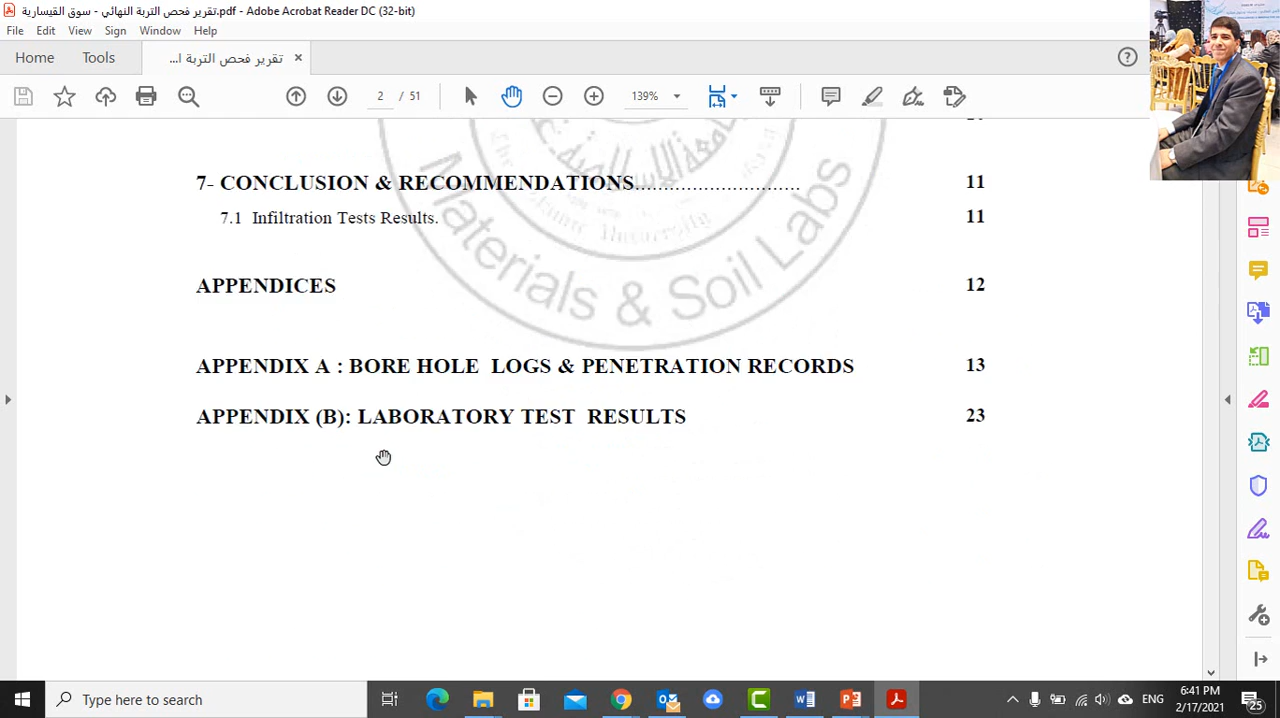 تقرير فحص التربة النهائي - سوق القيسارية.pdf - Adobe Acrobat Reader DC (32-bit)
File Edit View Sign Window Help
Home Tools تقرير فحص التربة ا... ×
2 / 51 139%
7- CONCLUSION & RECOMMENDATIONS............................ 11
7.1 Infiltration Tests Results. 11
APPENDICES 12
APPENDIX A : BORE HOLE LOGS & PENETRATION RECORDS 13
APPENDIX (B): LABORATORY TEST RESULTS 23
Materials & Soil Labs
Type here to search
ENG
6:41 PM
2/17/2021
25